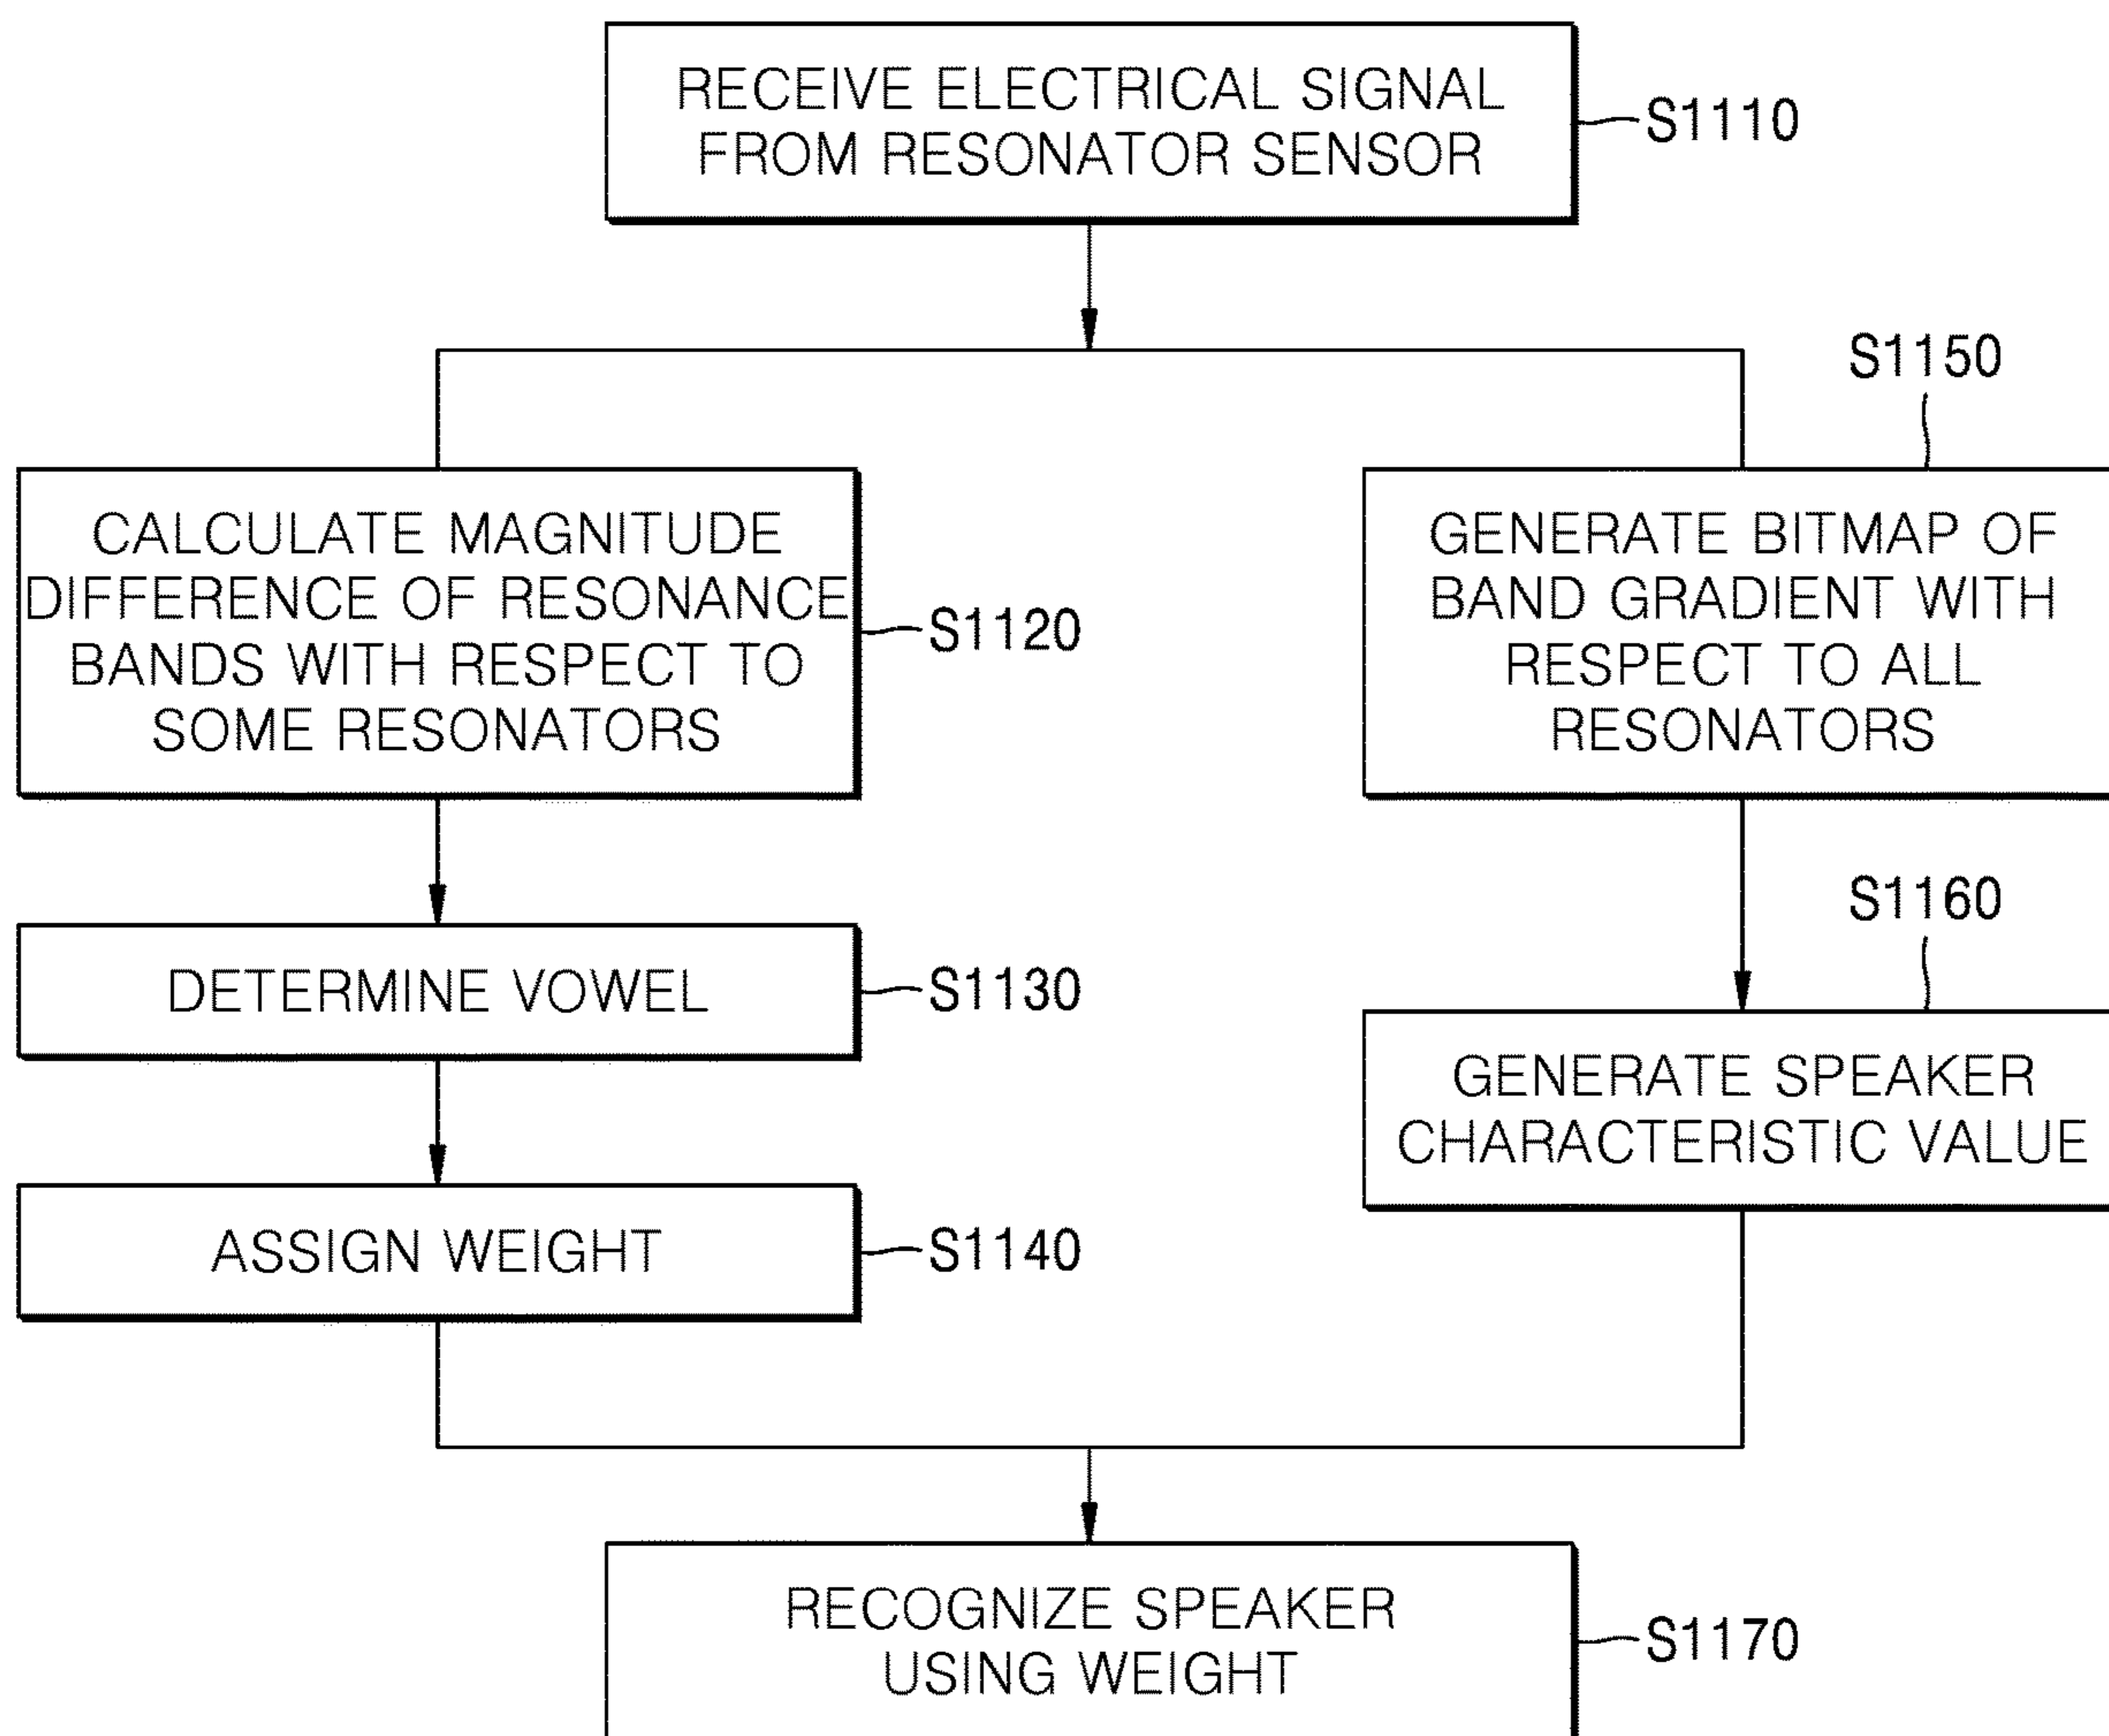 RECEIVE ELECTRICAL SIGNAL
FROM RESONATOR SENSOR
S1110
CALCULATE MAGNITUDE
DIFFERENCE OF RESONANCE
BANDS WITH RESPECT TO
SOME RESONATORS
S1120
DETERMINE VOWEL
S1130
ASSIGN WEIGHT
S1140
S1150
GENERATE BITMAP OF
BAND GRADIENT WITH
RESPECT TO ALL
RESONATORS
S1160
GENERATE SPEAKER
CHARACTERISTIC VALUE
RECOGNIZE SPEAKER
USING WEIGHT
S1170